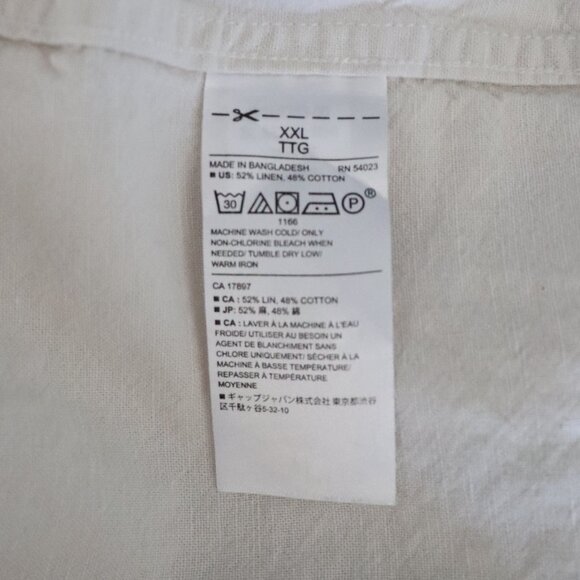 XXL
TTG
MADE IN BANGLADESH RN 54023
■ US: 52% LINEN, 48% COTTON
30 P ®
1166
MACHINE WASH COLD/ ONLY
NON-CHLORINE BLEACH WHEN
NEEDED/ TUMBLE DRY LOW/
WARM IRON
CA 17897
■ CA : 52% LIN, 48% COTTON
■ JP: 52% 麻, 48% 綿
■ CA : LAVER À LA MACHINE À L'EAU
FROIDE/ UTILISER AU BESOIN UN
AGENT DE BLANCHIMENT SANS
CHLORE UNIQUEMENT/ SÉCHER À LA
MACHINE À BASSE TEMPÉRATURE/
REPASSER À TEMPÉRATURE
MOYENNE
■ ギャップジャパン株式会社 東京都渋谷
区千駄ヶ谷5-32-10